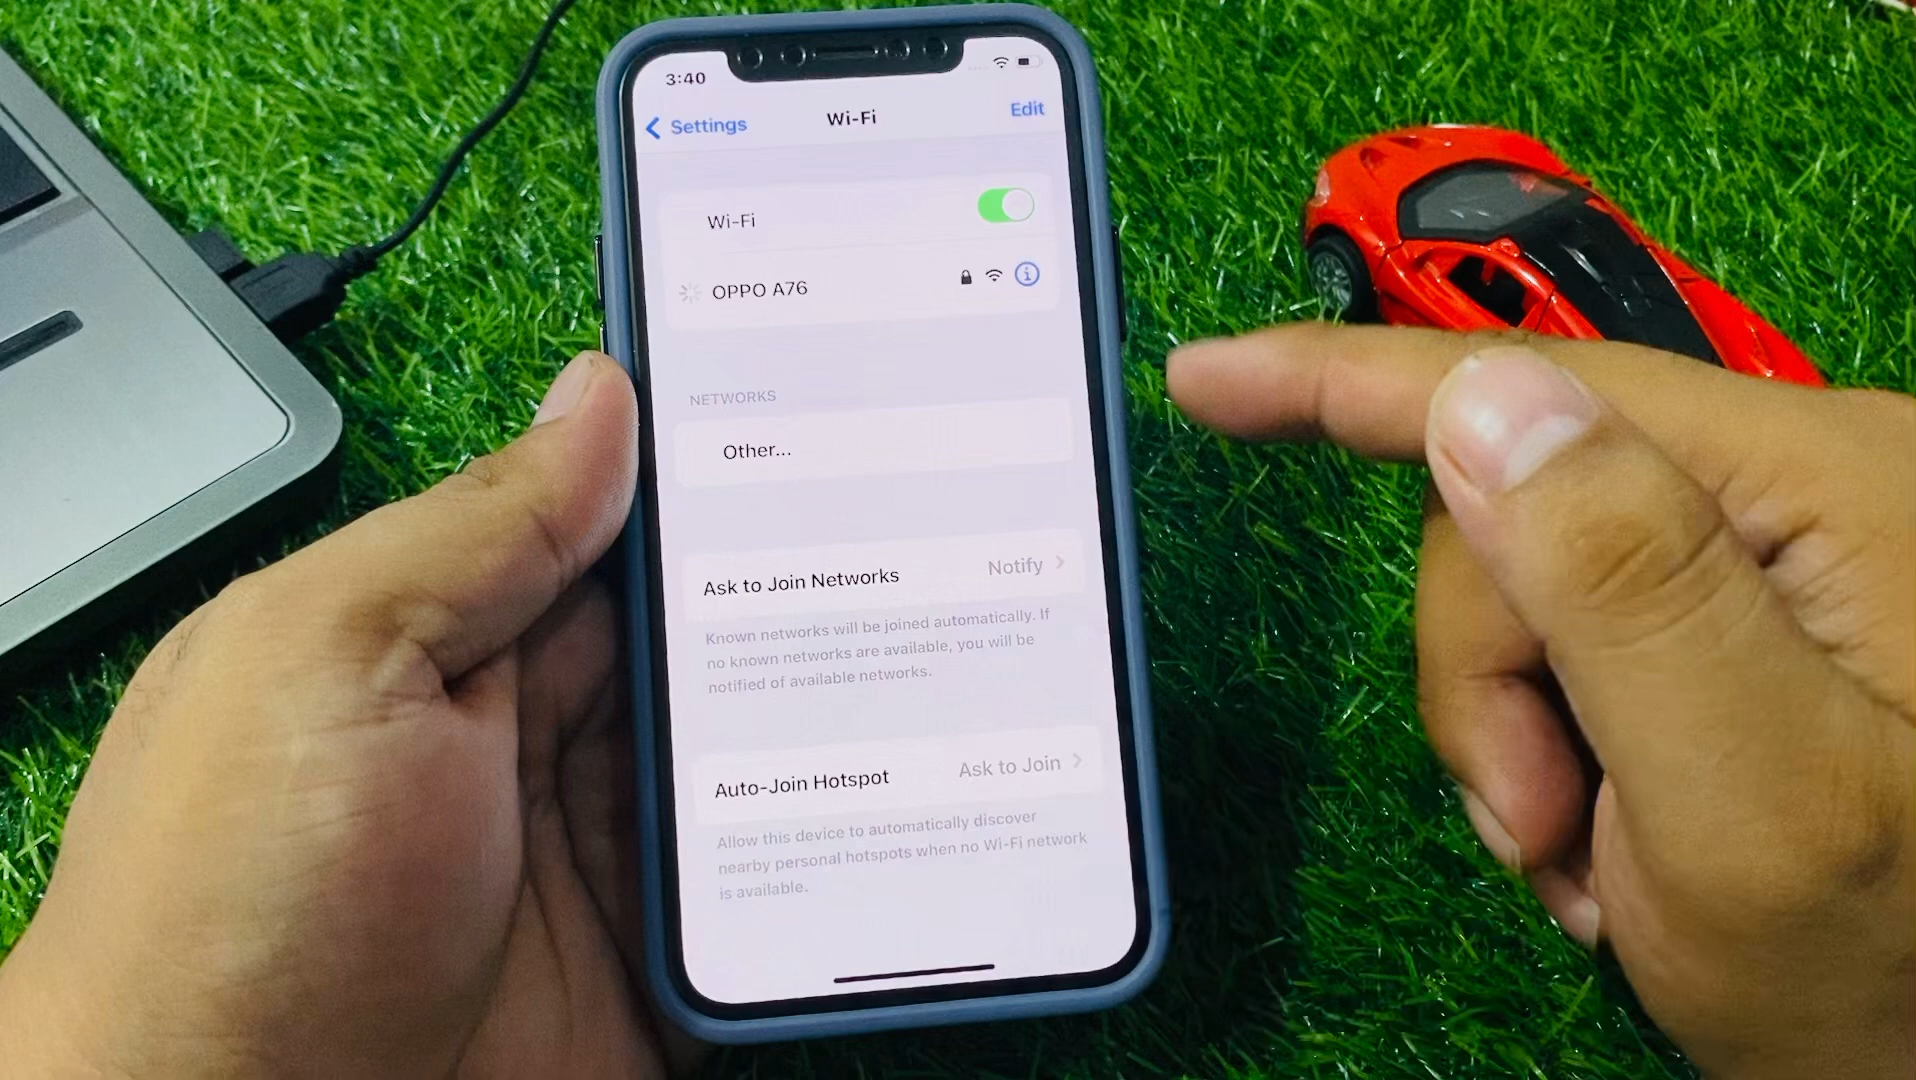 3:40
Settings
Wi-Fi
Edit
Wi-Fi
OPPO A76
NETWORKS
Other...
Ask to Join Networks
Notify
Known networks will be joined automatically. If
no known networks are available, you will be
notified of available networks.
Auto-Join Hotspot
Ask to Join
Allow this device to automatically discover
nearby personal hotspots when no Wi-Fi network
is available.